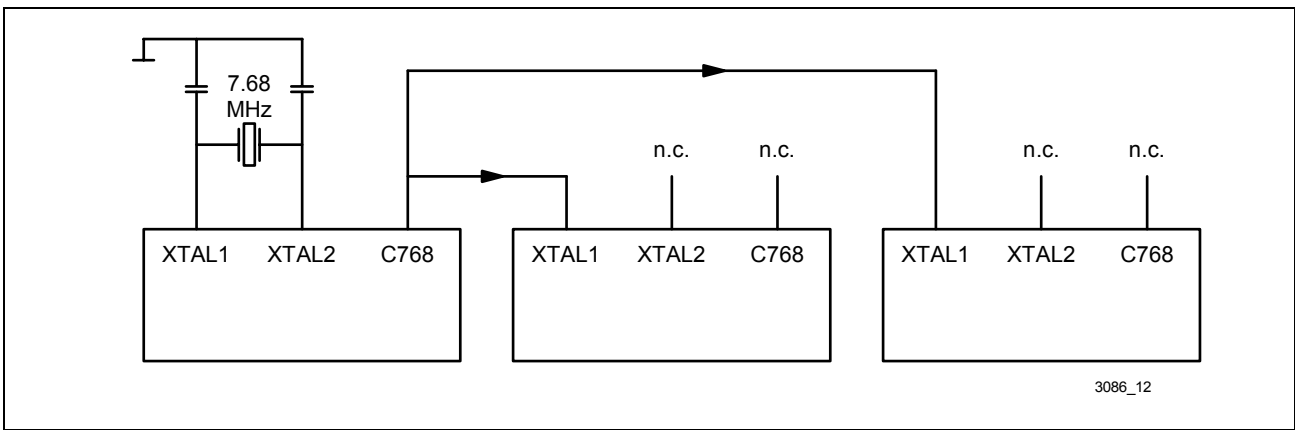 7.68
MHz
n.c. n.c. n.c. n.c.
XTAL1 XTAL2 C768 XTAL1 XTAL2 C768 XTAL1 XTAL2 C768
3086_12